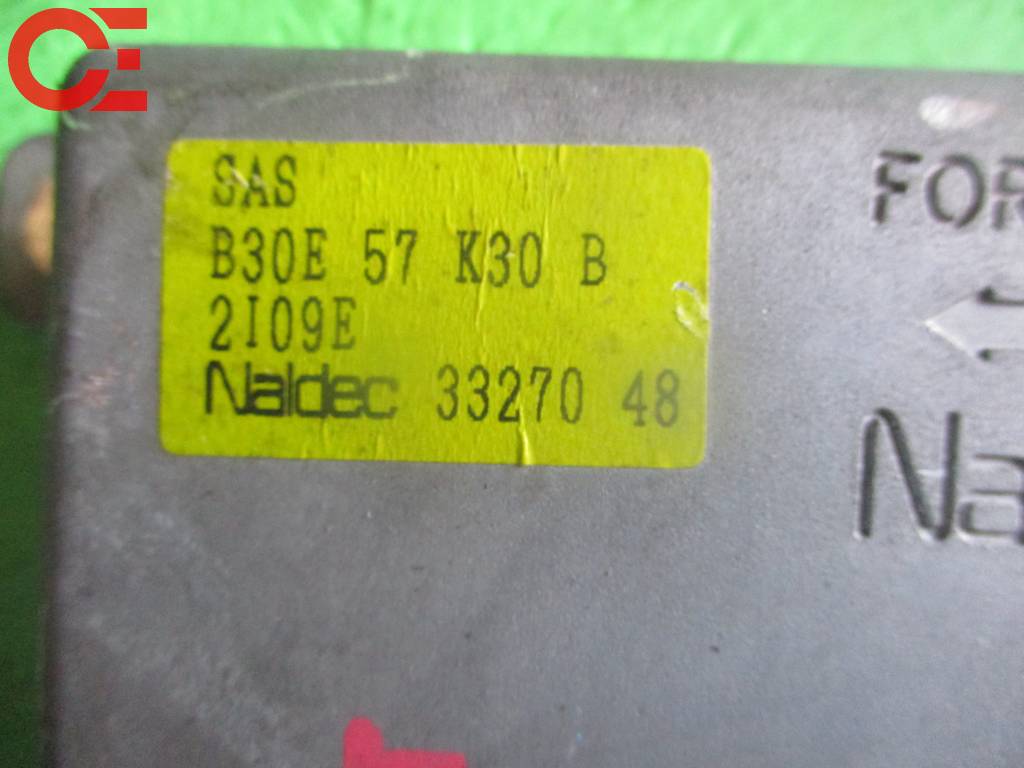 SAS
B30E 57 K30 B
2I09E
Naldec 33270 48
FOR
Na